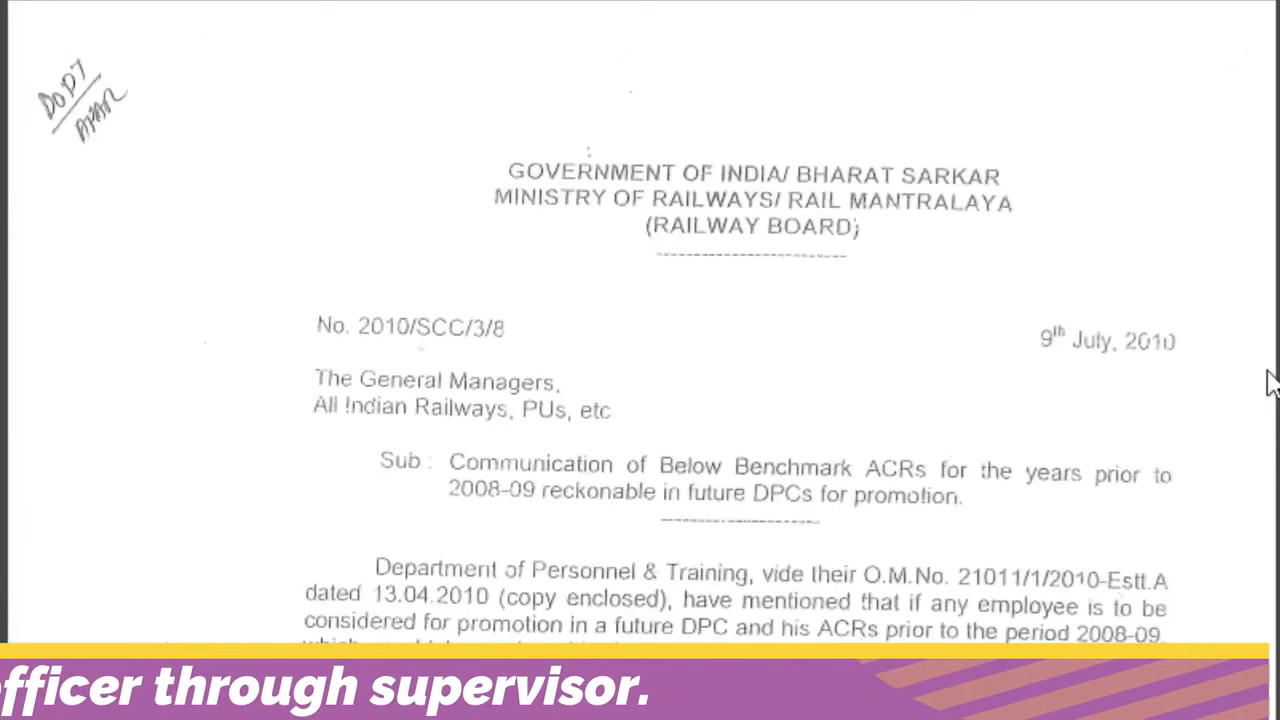 DOPT
APAR
GOVERNMENT OF INDIA/ BHARAT SARKAR
MINISTRY OF RAILWAYS/ RAIL MANTRALAYA
(RAILWAY BOARD)
No. 2010/SCC/3/8
9th July, 2010
The General Managers,
All Indian Railways, PUs, etc
Sub : Communication of Below Benchmark ACRs for the years prior to
2008-09 reckonable in future DPCs for promotion.
Department of Personnel & Training, vide their O.M.No. 21011/1/2010-Estt.A
dated 13.04.2010 (copy enclosed), have mentioned that if any employee is to be
considered for promotion in a future DPC and his ACRs prior to the period 2008-09,
officer through supervisor.